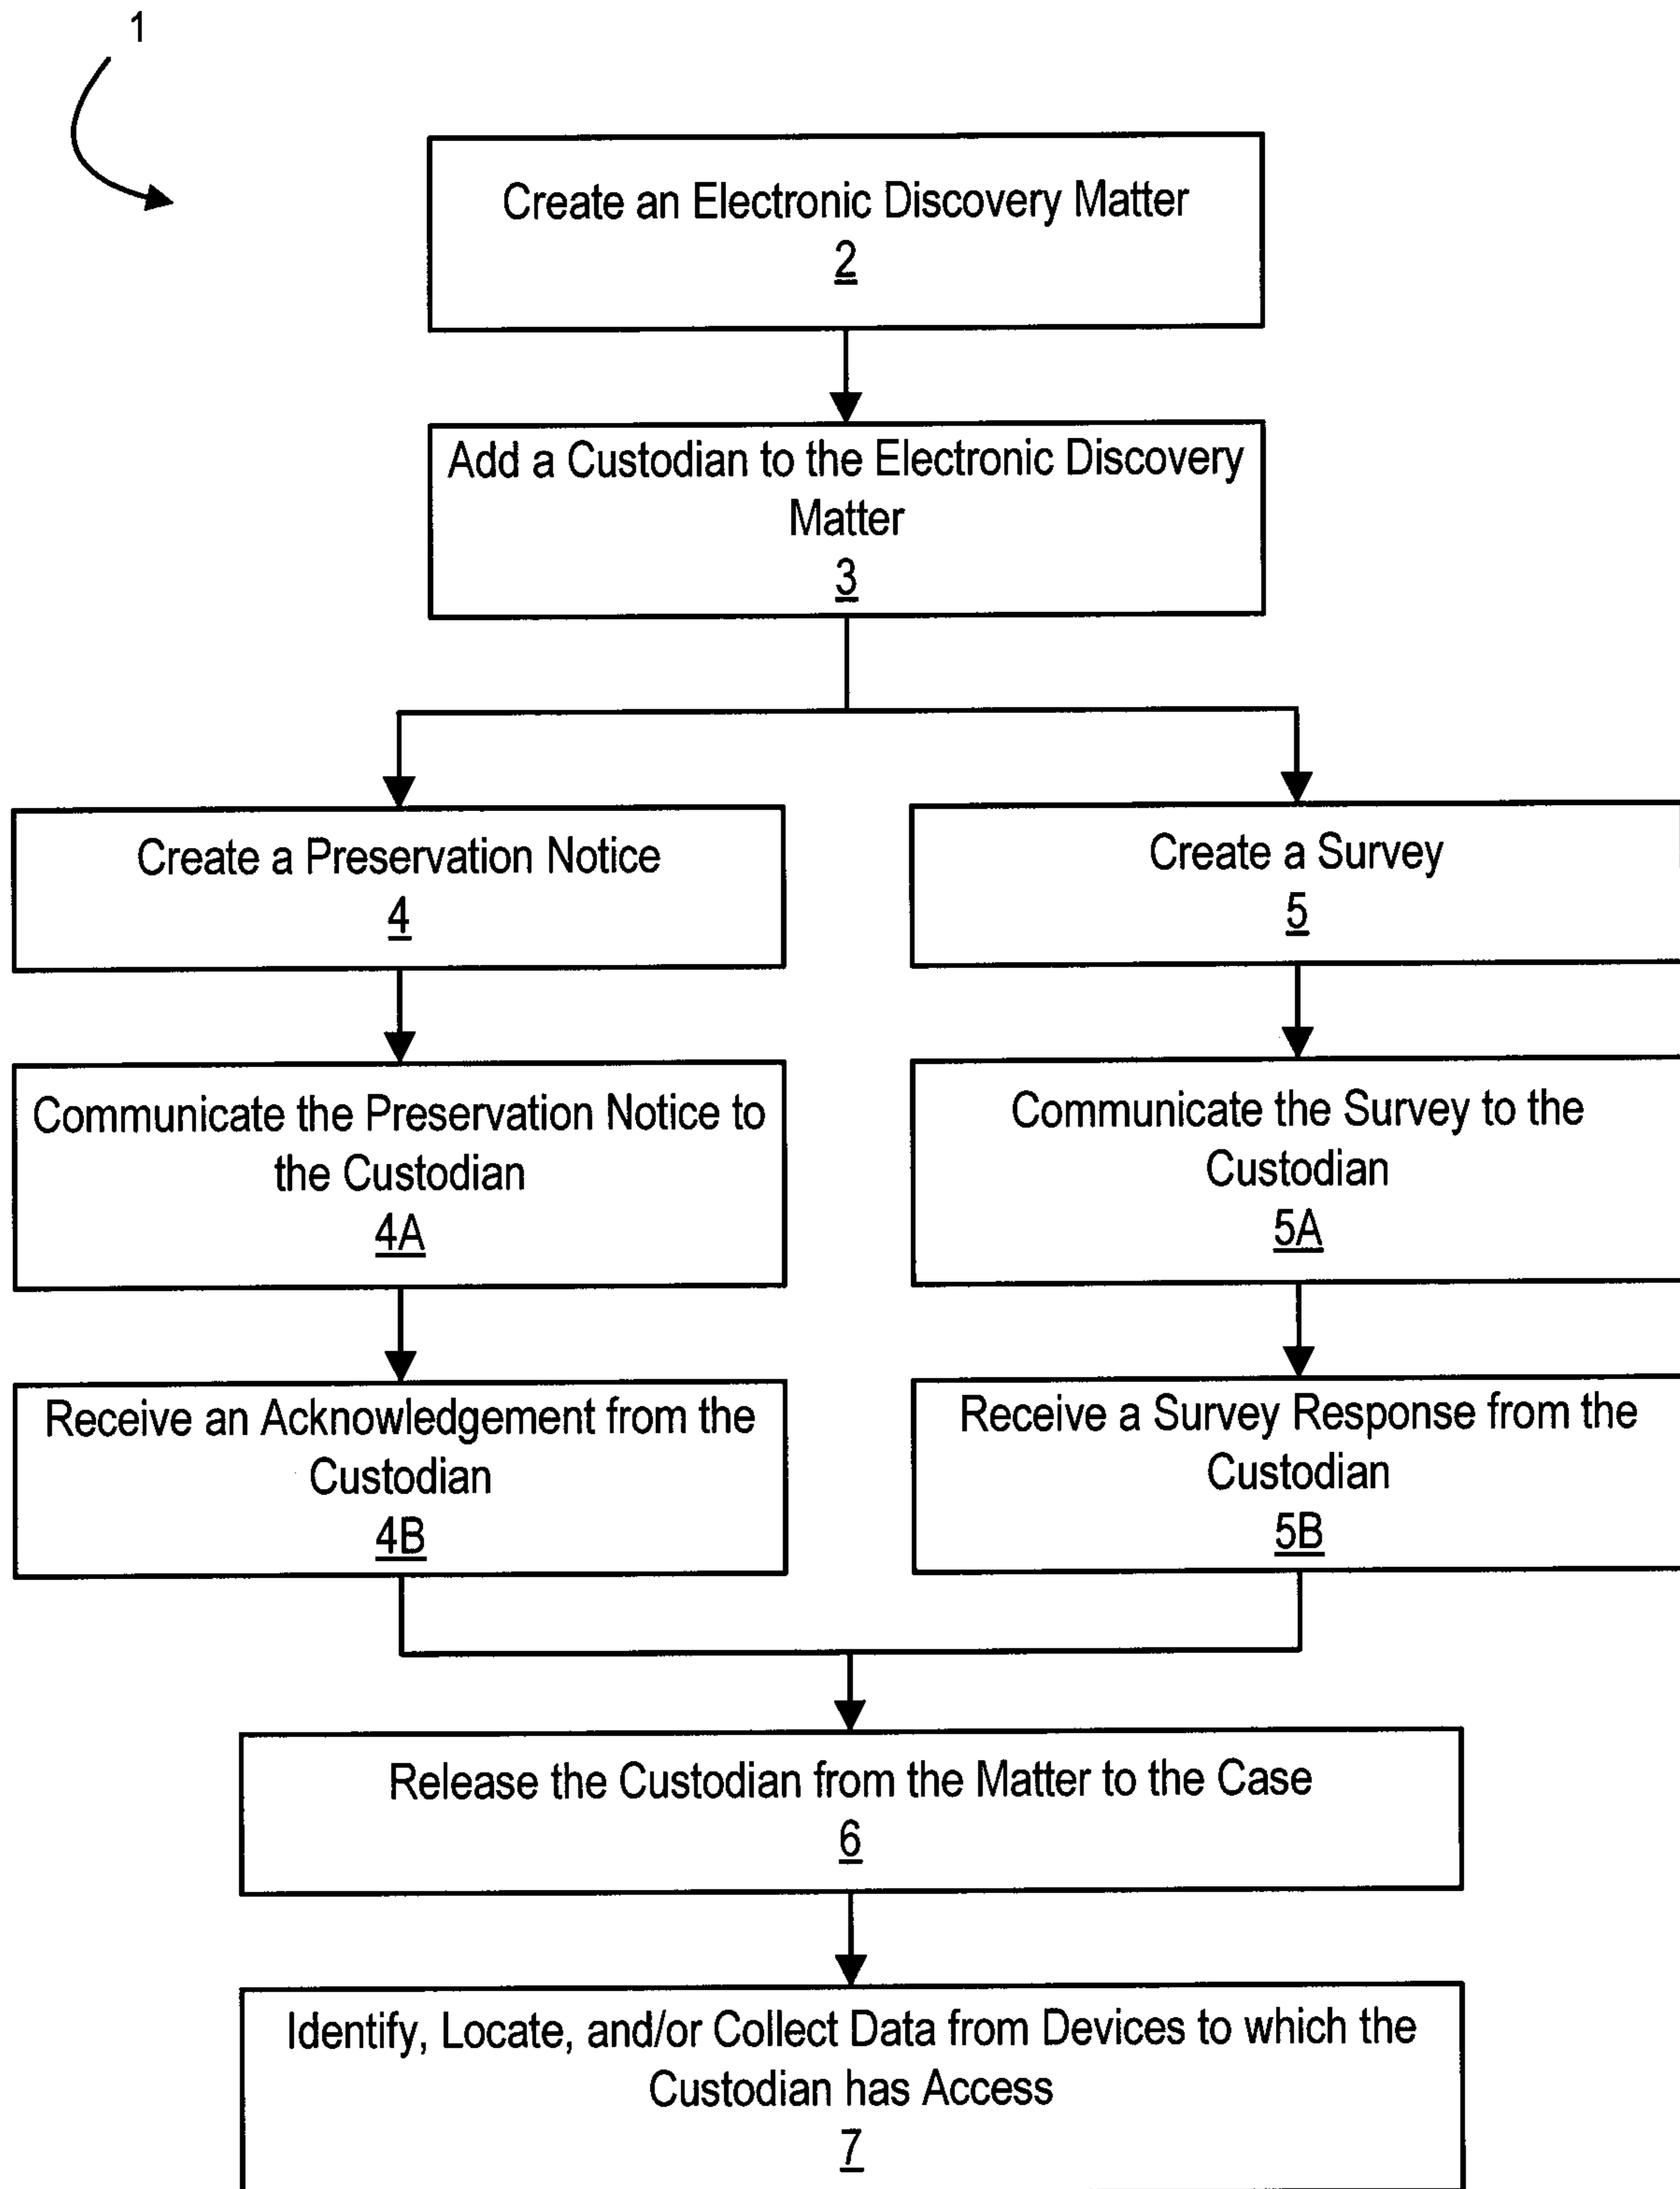 1
Create an Electronic Discovery Matter
2
Add a Custodian to the Electronic Discovery
Matter
3
Create a Preservation Notice
4
Communicate the Preservation Notice to
the Custodian
4A
Receive an Acknowledgement from the
Custodian
4B
Create a Survey
5
Communicate the Survey to the
Custodian
5A
Receive a Survey Response from the
Custodian
5B
Release the Custodian from the Matter to the Case
6
Identify, Locate, and/or Collect Data from Devices to which the
Custodian has Access
7